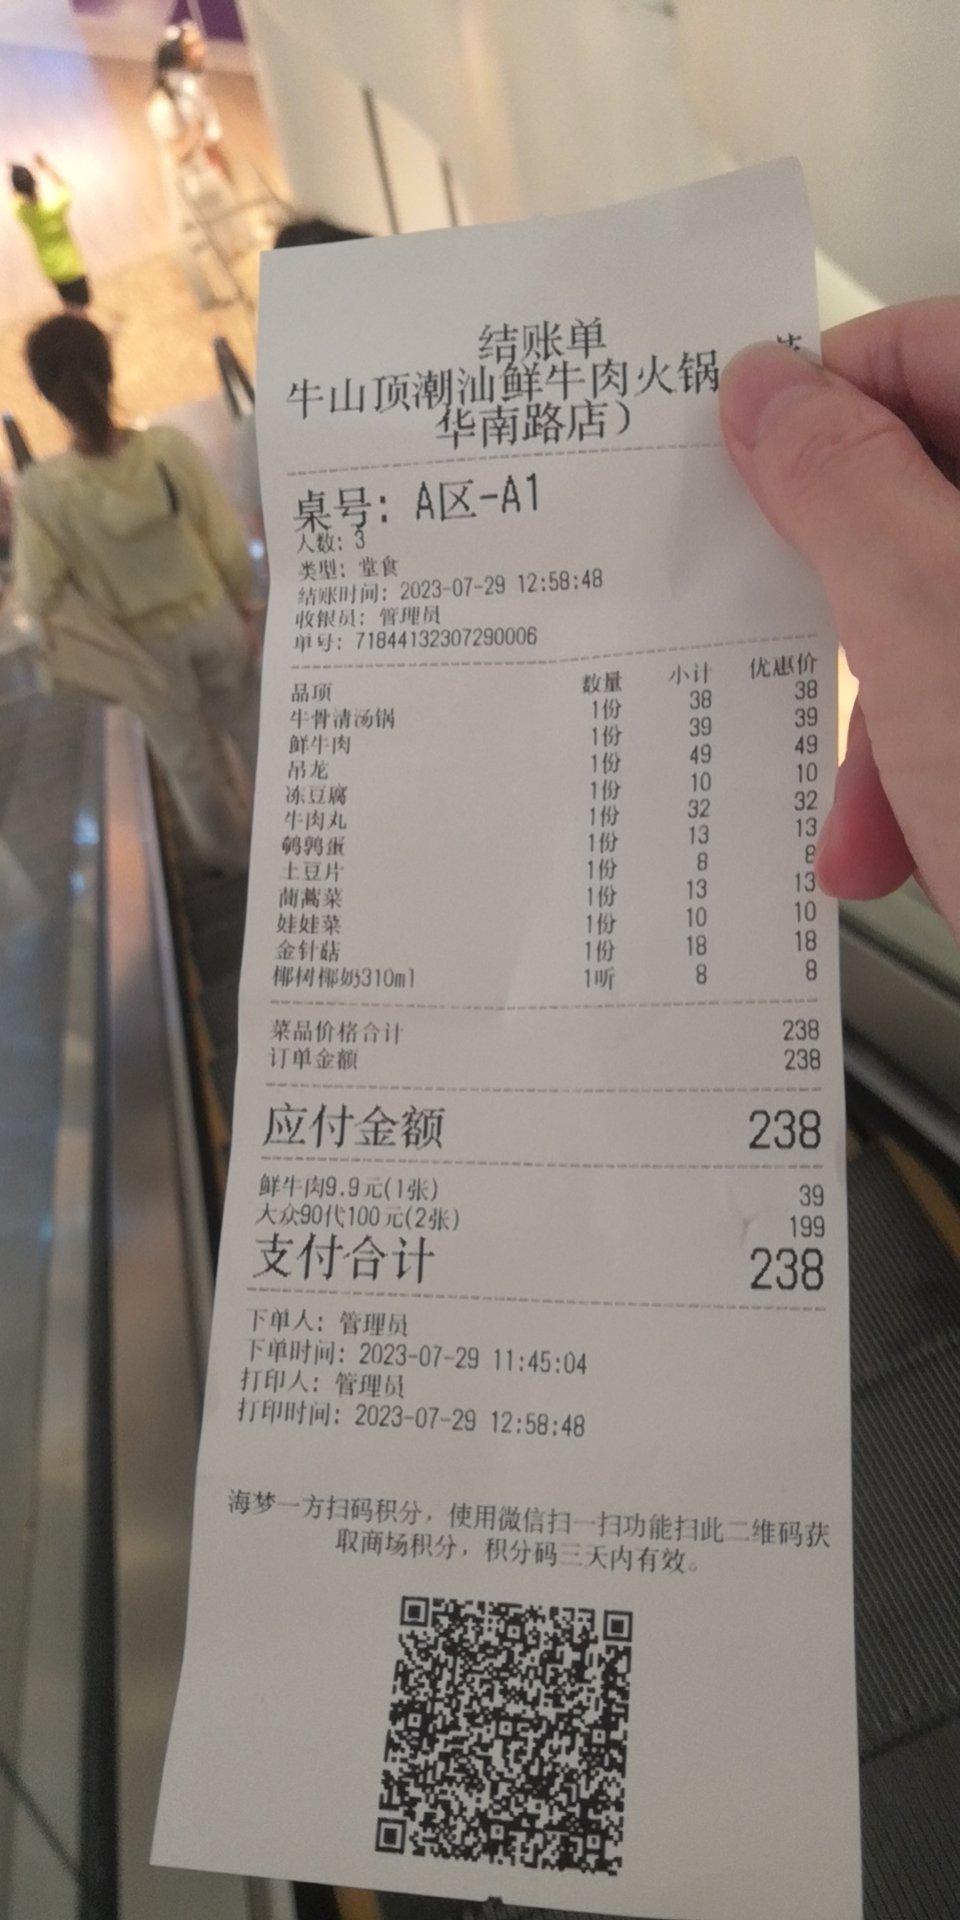 结账单
牛山顶潮汕鲜牛肉火锅
华南路店）
桌号：A区-A1
人数：3
类型：堂食
结账时间：2023-07-29 12:58:48
收银员：管理员
单号：71844132307290006
品项 数量 小计 优惠价
牛骨清汤锅 1份 38 38
鲜牛肉 1份 39 39
吊龙 1份 49 49
冻豆腐 1份 10 10
牛肉丸 1份 32 32
鹌鹑蛋 1份 13 13
土豆片 1份 8 8
茼蒿菜 1份 13 13
娃娃菜 1份 10 10
金针菇 1份 18 18
椰树椰奶310ml 1听 8 8
菜品价格合计 238
订单金额 238
应付金额 238
鲜牛肉9.9元(1张) 39
大众90代100元(2张) 199
支付合计 238
下单人：管理员
下单时间：2023-07-29 11:45:04
打印人：管理员
打印时间：2023-07-29 12:58:48
海梦一方扫码积分，使用微信扫一扫功能扫此二维码获
取商场积分，积分码三天内有效。